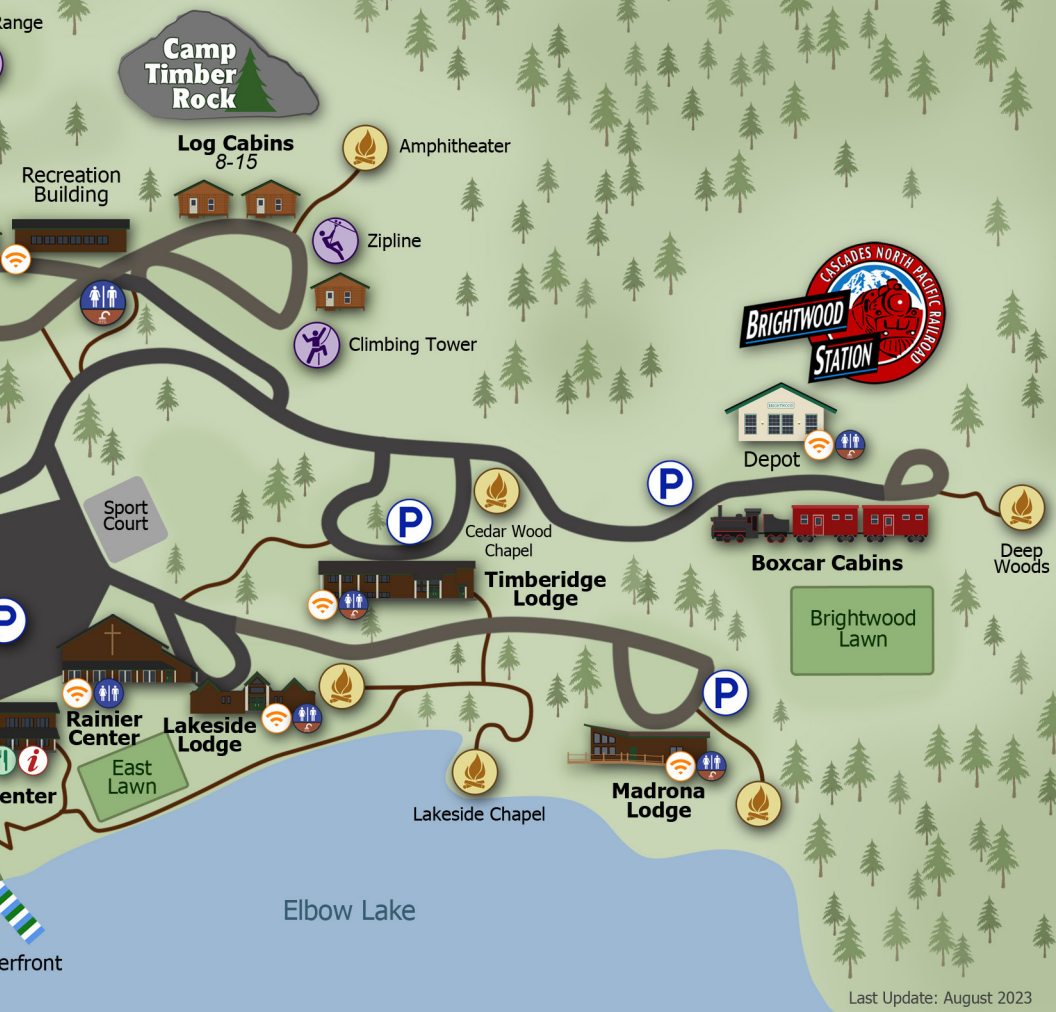 Range
Camp
Timber
Rock
Log Cabins
8-15
Amphitheater
Recreation
Building
Zipline
Climbing Tower
CASCADES NORTH PACIFIC RAILROAD
BRIGHTWOOD
STATION
BRIGHTWOOD
Depot
P
P
Sport
Court
Cedar Wood
Chapel
Deep
Woods
Boxcar Cabins
Timberidge
Lodge
Brightwood
Lawn
P
P
Rainier
Center
Lakeside
Lodge
i
East
Lawn
enter
Madrona
Lodge
Lakeside Chapel
Elbow Lake
erfront
Last Update: August 2023